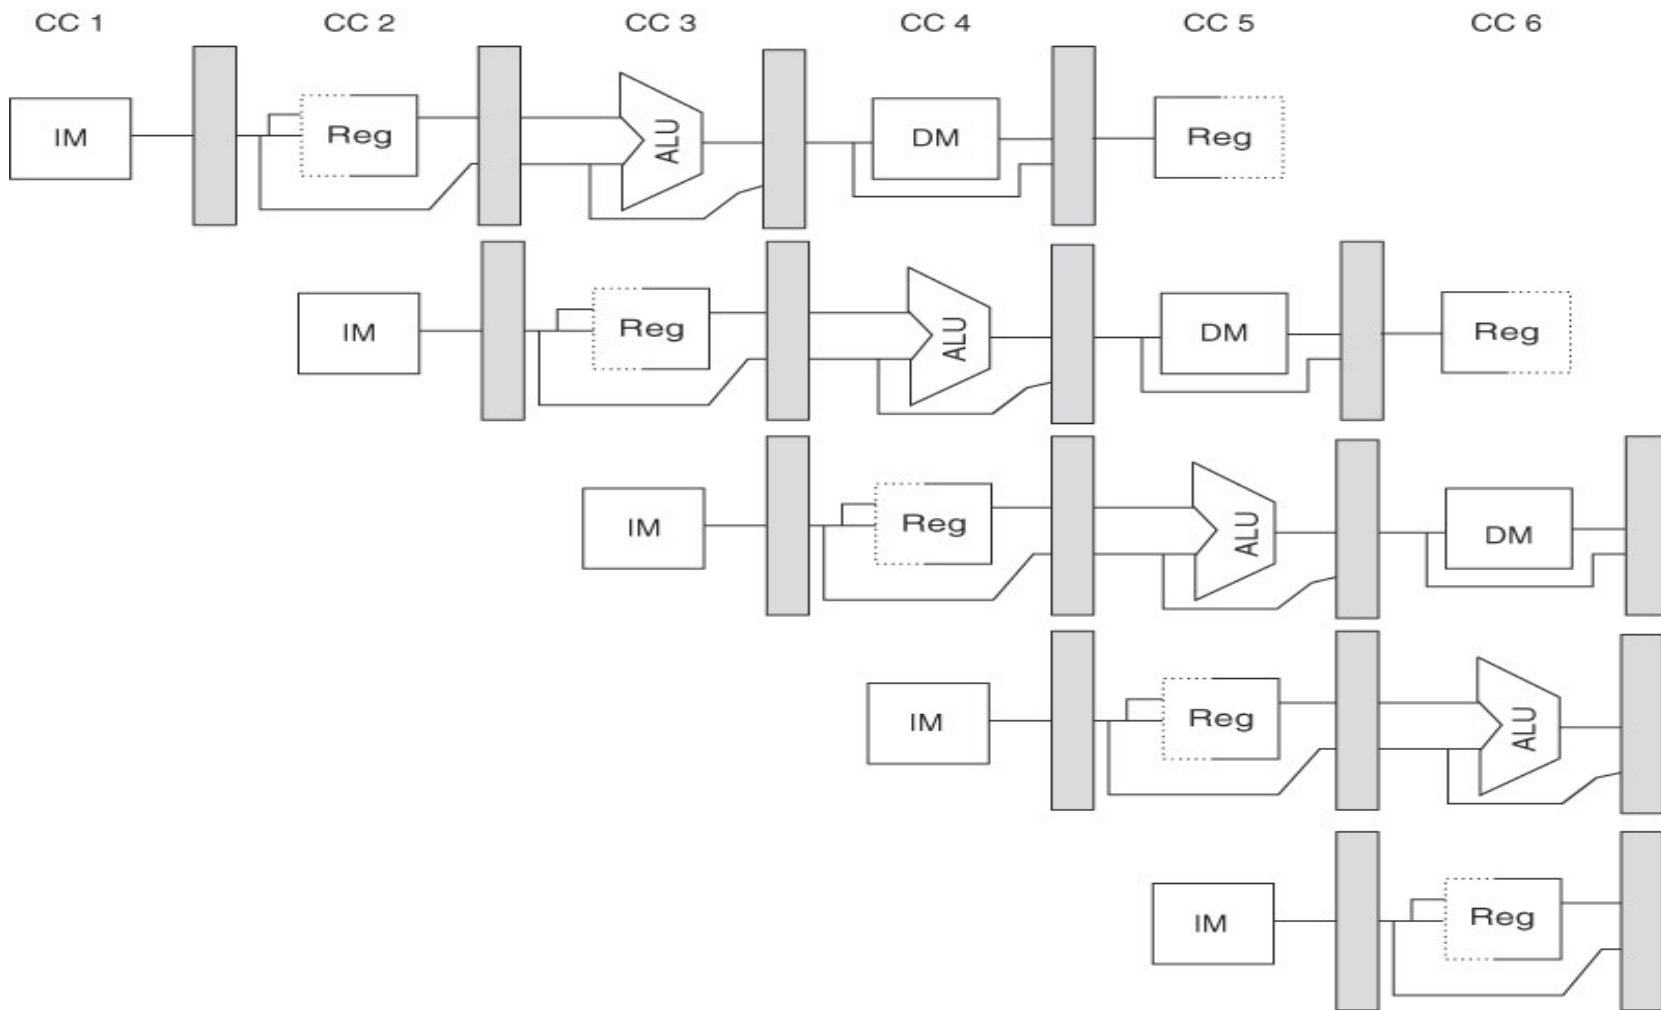 CC 1 CC 2 CC 3 CC 4 CC 5 CC 6
IM Reg ALU DM Reg
IM Reg ALU DM Reg
IM Reg ALU DM
IM Reg ALU
IM Reg